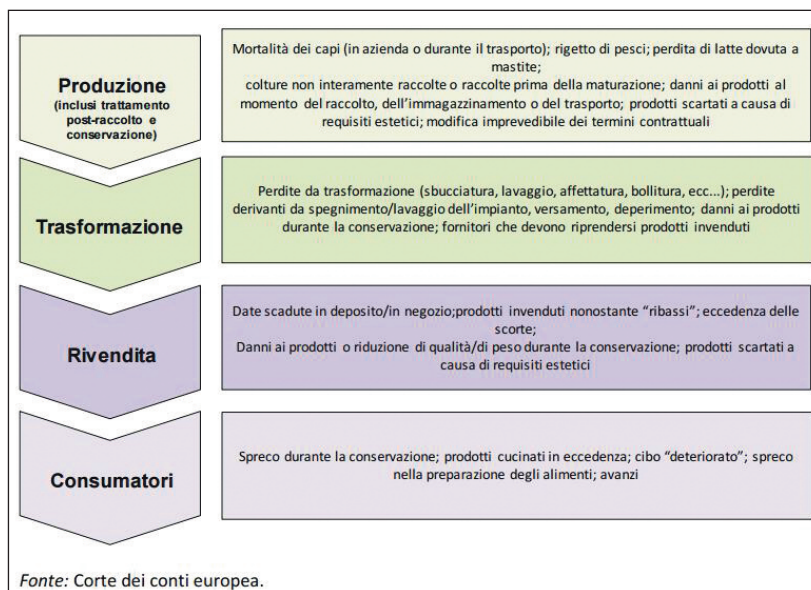 Produzione
(inclusi trattamento
post-raccolto e
conservazione)
Mortalità dei capi (in azienda o durante il trasporto); rigetto di pesci; perdita di latte dovuta a
mastite;
colture non interamente raccolte o raccolte prima della maturazione; danni ai prodotti al
momento del raccolto, dell'immagazzinamento o del trasporto; prodotti scartati a causa di
requisiti estetici; modifica imprevedibile dei termini contrattuali
Trasformazione
Perdite da trasformazione (sbucciatura, lavaggio, affettatura, bollitura, ecc...); perdite
derivanti da spegnimento/lavaggio dell'impianto, versamento, deperimento; danni ai prodotti
durante la conservazione; fornitori che devono riprendersi prodotti invenduti
Rivendita
Date scadute in deposito/in negozio;prodotti invenduti nonostante "ribassi"; eccedenza delle
scorte;
Danni ai prodotti o riduzione di qualità/di peso durante la conservazione; prodotti scartati a
causa di requisiti estetici
Consumatori
Spreco durante la conservazione; prodotti cucinati in eccedenza; cibo "deteriorato"; spreco
nella preparazione degli alimenti; avanzi
Fonte: Corte dei conti europea.